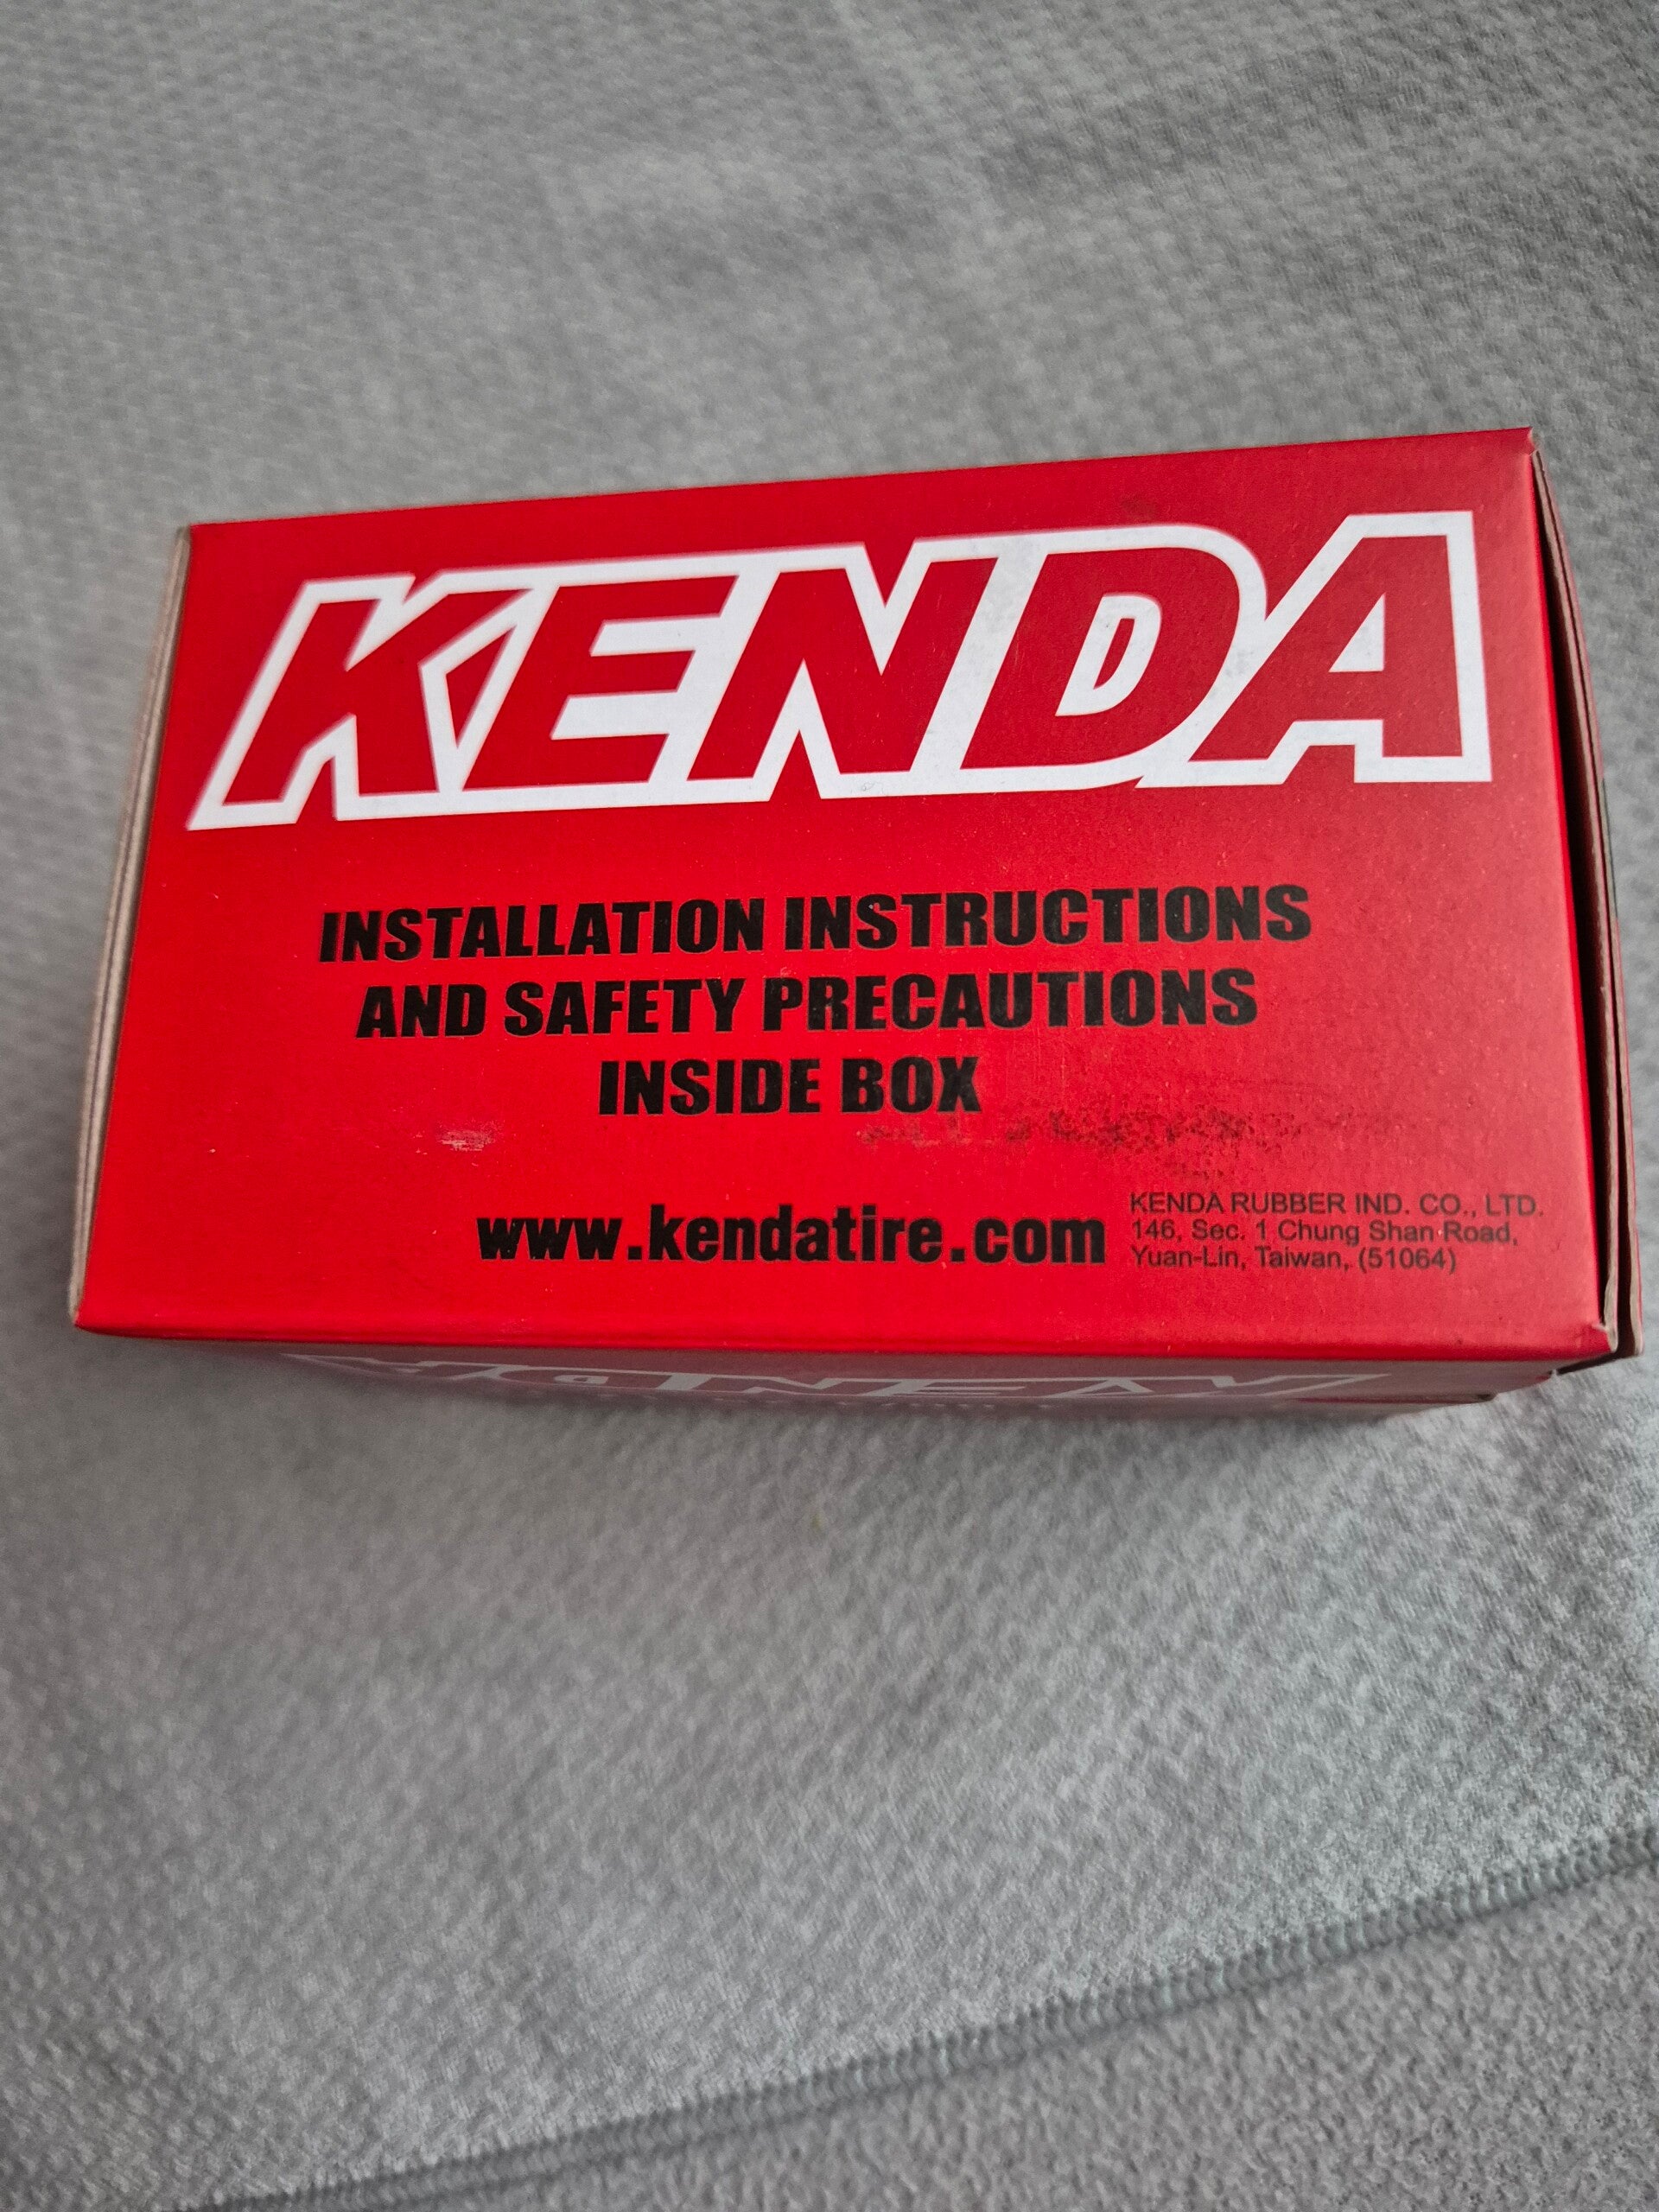 KENDA
INSTALLATION INSTRUCTIONS
AND SAFETY PRECAUTIONS
INSIDE BOX
www.kendatire.com
KENDA RUBBER IND. CO., LTD.
146, Sec. 1 Chung Shan Road,
Yuan-Lin, Taiwan, (51064)
KENDA